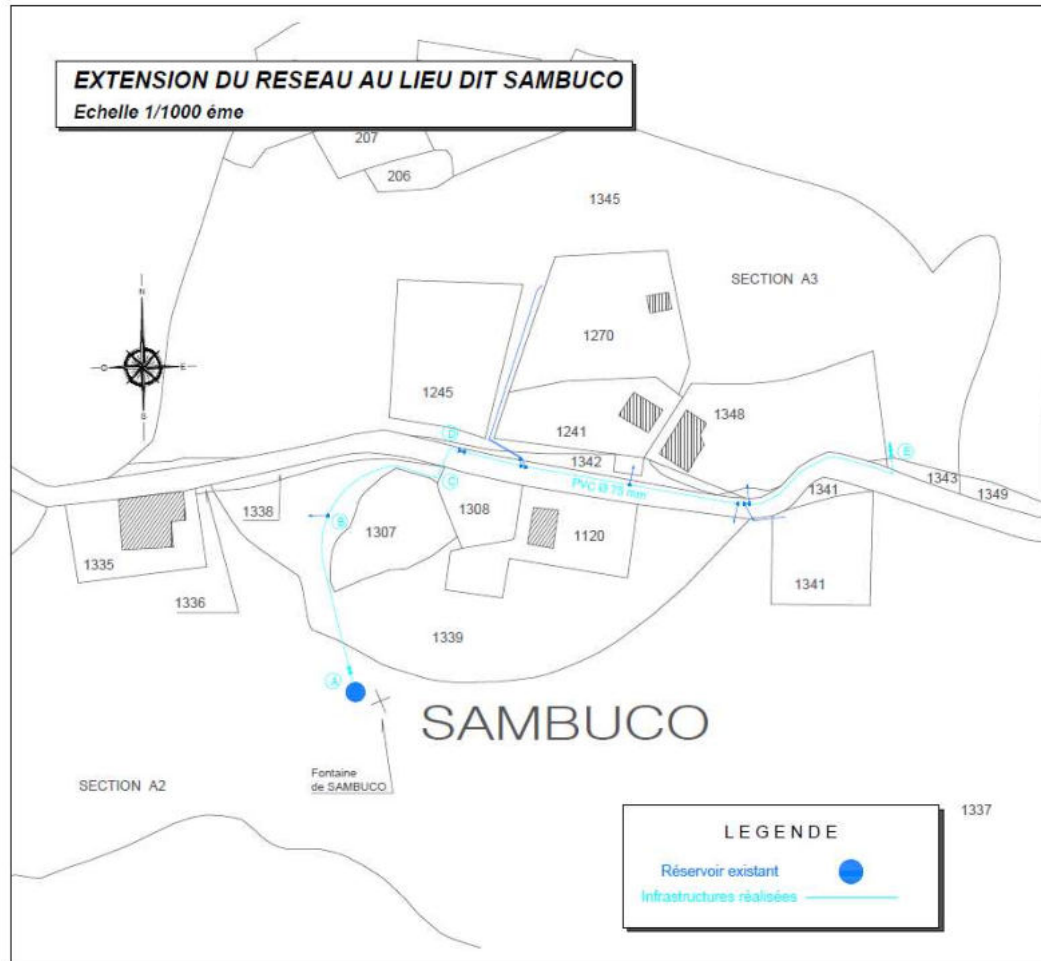 EXTENSION DU RESEAU AU LIEU DIT SAMBUCO
Echelle 1/1000 éme
207
206
1345
SECTION A3
N
O
E
S
1270
1245
1348
1241
D
E
1342
1343
C
PVC Ø 75 mm
1341
1349
1338
1308
B
1307
1120
1335
1341
1336
1339
A
SAMBUCO
Fontaine
de SAMBUCO
SECTION A2
1337
LEGENDE
Réservoir existant
Infrastructures réalisées